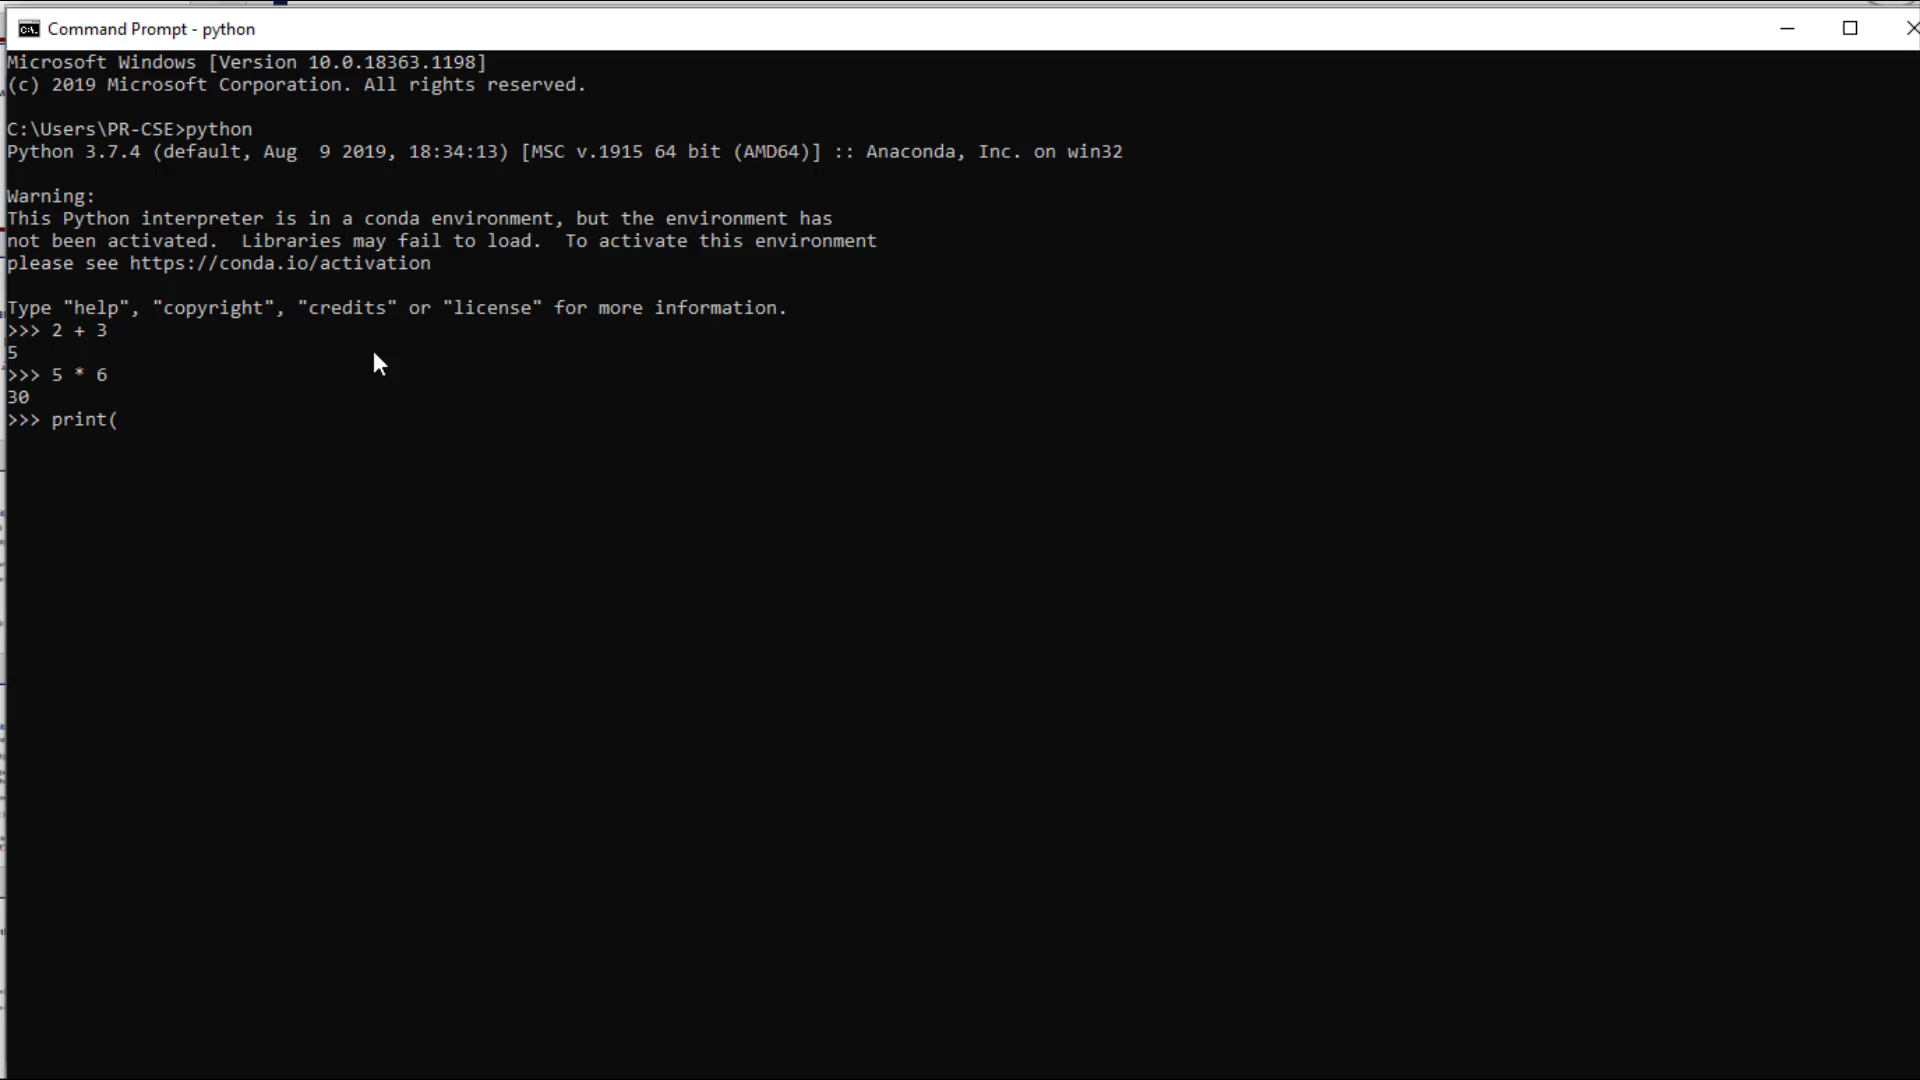 Command Prompt - python
Microsoft Windows [Version 10.0.18363.1198]
(c) 2019 Microsoft Corporation. All rights reserved.
C:\Users\PR-CSE>python
Python 3.7.4 (default, Aug  9 2019, 18:34:13) [MSC v.1915 64 bit (AMD64)] :: Anaconda, Inc. on win32
Warning:
This Python interpreter is in a conda environment, but the environment has
not been activated.  Libraries may fail to load.  To activate this environment
please see https://conda.io/activation
Type "help", "copyright", "credits" or "license" for more information.
>>> 2 + 3
5
>>> 5 * 6
30
>>> print(